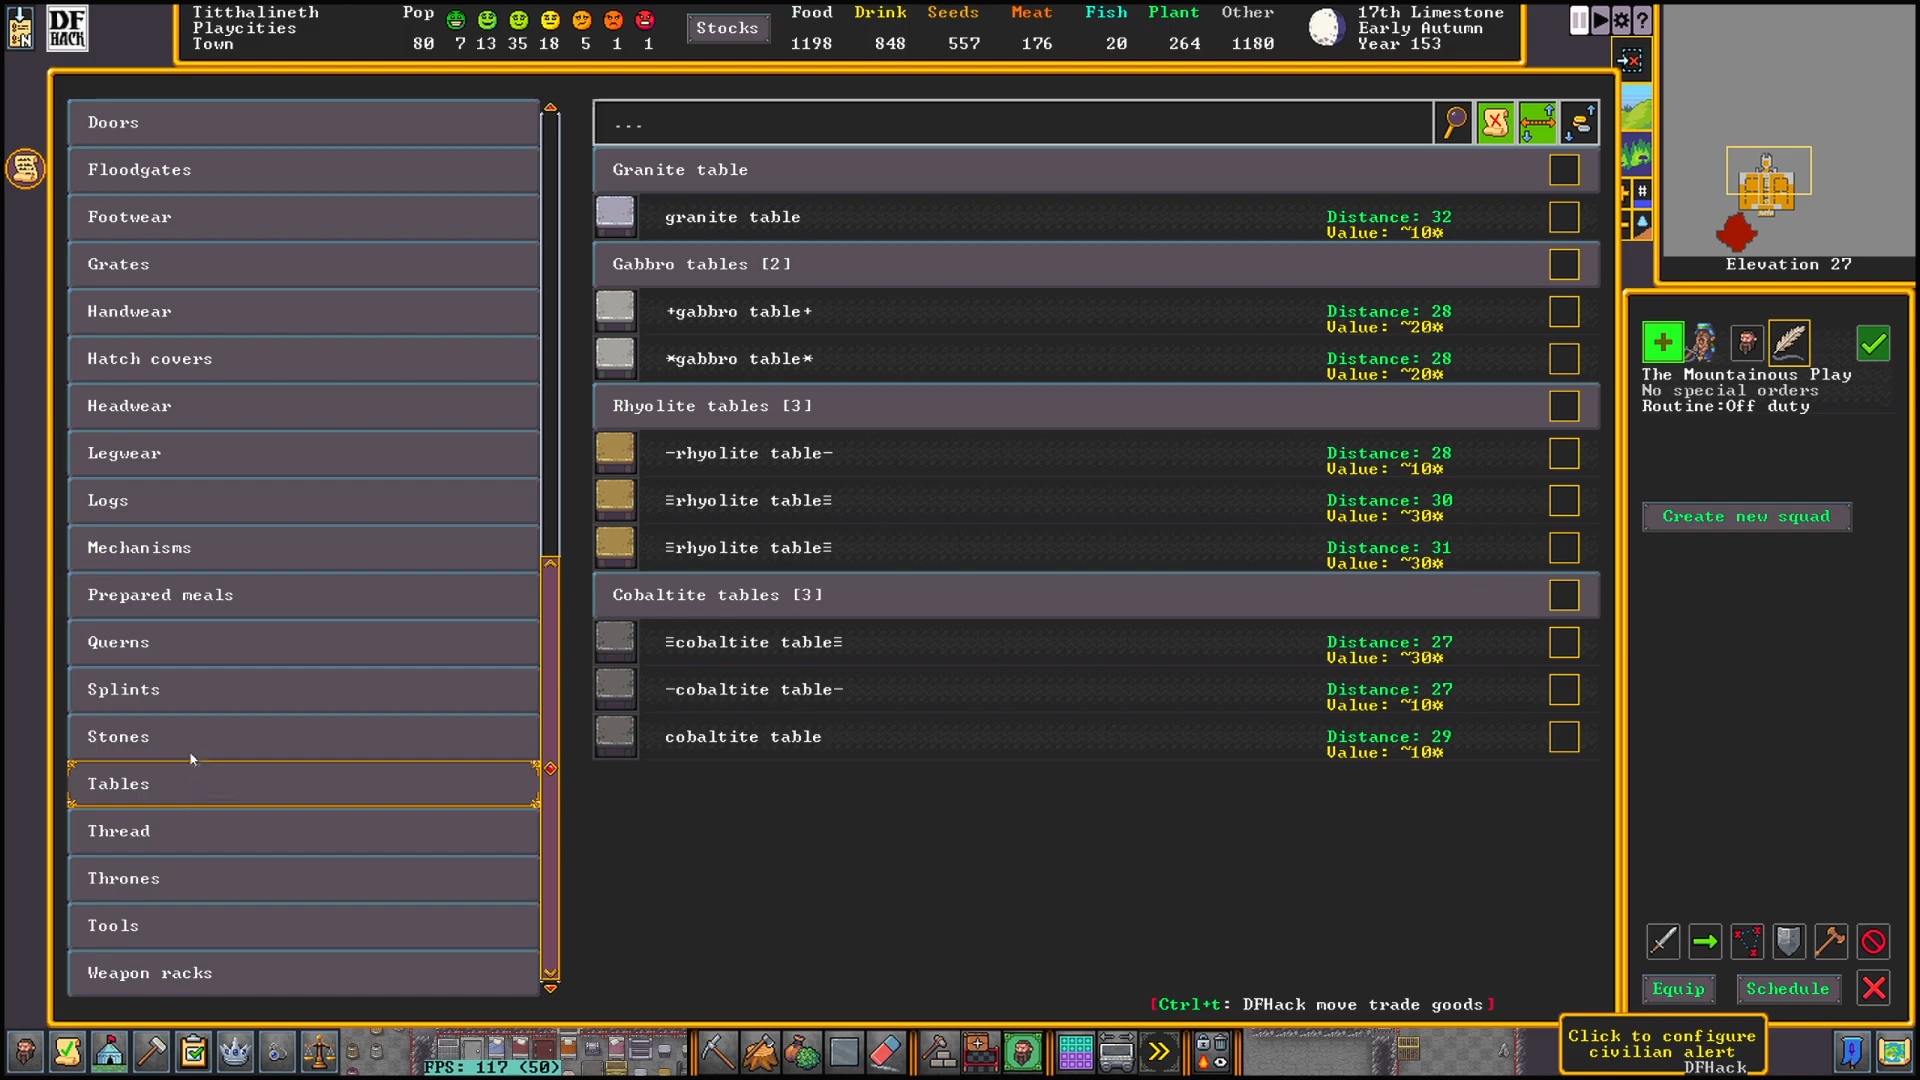 DF
HACK
Titthalineth
Playcities
Town
Pop
80 7 13 35 18 5 1 1
Stocks
Food Drink Seeds Meat Fish Plant Other
1198 848 557 176 20 264 1180
17th Limestone
Early Autumn
Year 153
?
#
Elevation 27
Doors
Floodgates
Footwear
Grates
Handwear
Hatch covers
Headwear
Legwear
Logs
Mechanisms
Prepared meals
Querns
Splints
Stones
Tables
Thread
Thrones
Tools
Weapon racks
...
Granite table
granite table
Distance: 32
Value: ~10☼
Gabbro tables [2]
+gabbro table+
Distance: 28
Value: ~20☼
*gabbro table*
Distance: 28
Value: ~20☼
Rhyolite tables [3]
-rhyolite table-
Distance: 28
Value: ~10☼
≡rhyolite table≡
Distance: 30
Value: ~30☼
≡rhyolite table≡
Distance: 31
Value: ~30☼
Cobaltite tables [3]
≡cobaltite table≡
Distance: 27
Value: ~30☼
-cobaltite table-
Distance: 27
Value: ~10☼
cobaltite table
Distance: 29
Value: ~10☼
[Ctrl+t: DFHack move trade goods]
The Mountainous Play
No special orders
Routine:Off duty
Create new squad
Equip
Schedule
FPS: 117 (50)
Click to configure
civilian alert
DFHack